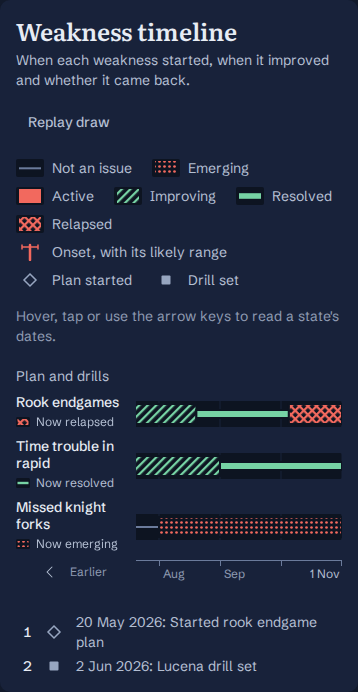 Weakness timeline
When each weakness started, when it improved
and whether it came back.
Replay draw
Not an issue Emerging
Active Improving Resolved
Relapsed
Onset, with its likely range
Plan started Drill set
Hover, tap or use the arrow keys to read a state's
dates.
Plan and drills
Rook endgames
Now relapsed
Time trouble in
rapid
Now resolved
Missed knight
forks
Now emerging
Earlier Aug Sep 1 Nov
1 20 May 2026: Started rook endgame
plan
2 2 Jun 2026: Lucena drill set